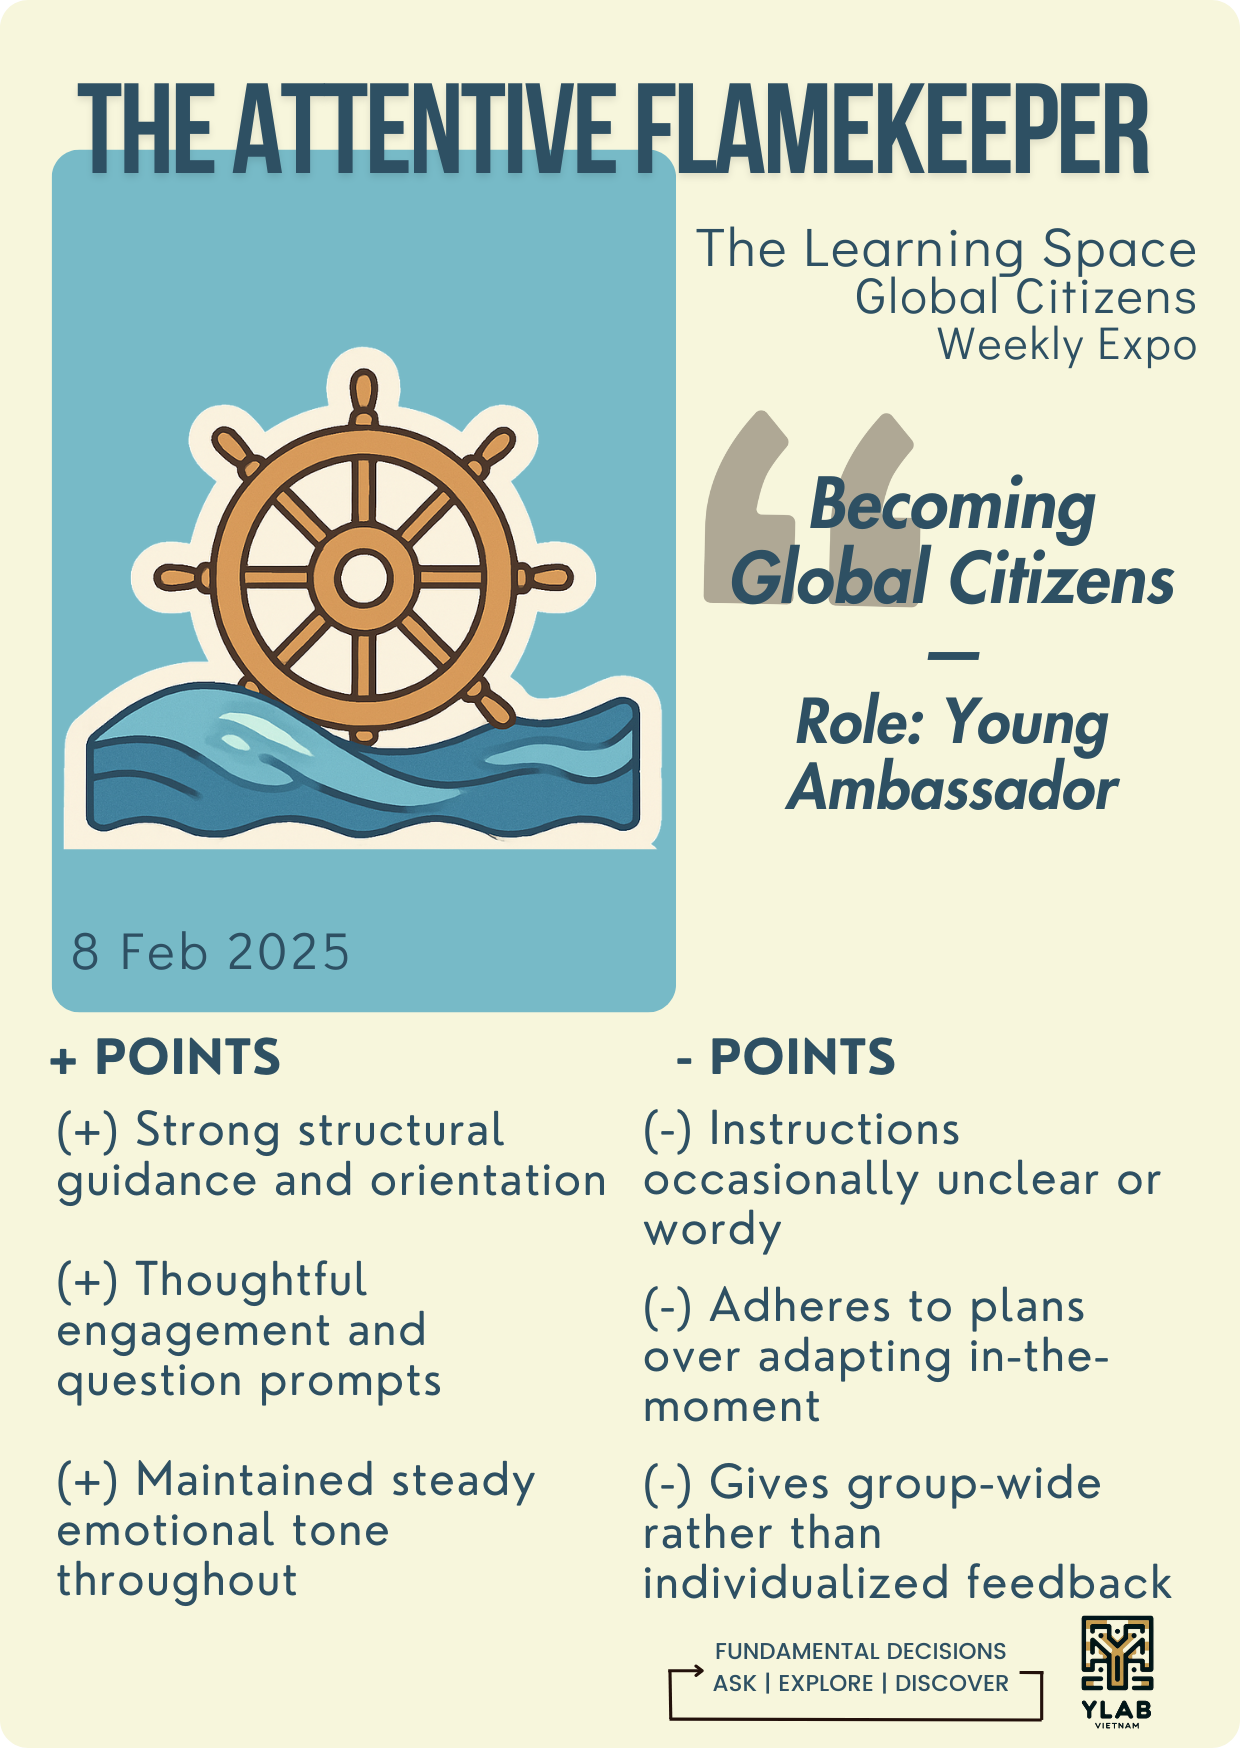 THE ATTENTIVE FLAMEKEEPER
The Learning Space
Global Citizens
Weekly Expo
“
Becoming
Global Citizens
—
Role: Young
Ambassador
8 Feb 2025
+ POINTS
(+) Strong structural
guidance and orientation
(+) Thoughtful
engagement and
question prompts
(+) Maintained steady
emotional tone
throughout
- POINTS
(-) Instructions
occasionally unclear or
wordy
(-) Adheres to plans
over adapting in-the-
moment
(-) Gives group-wide
rather than
individualized feedback
FUNDAMENTAL DECISIONS
ASK | EXPLORE | DISCOVER
YLAB
VIETNAM